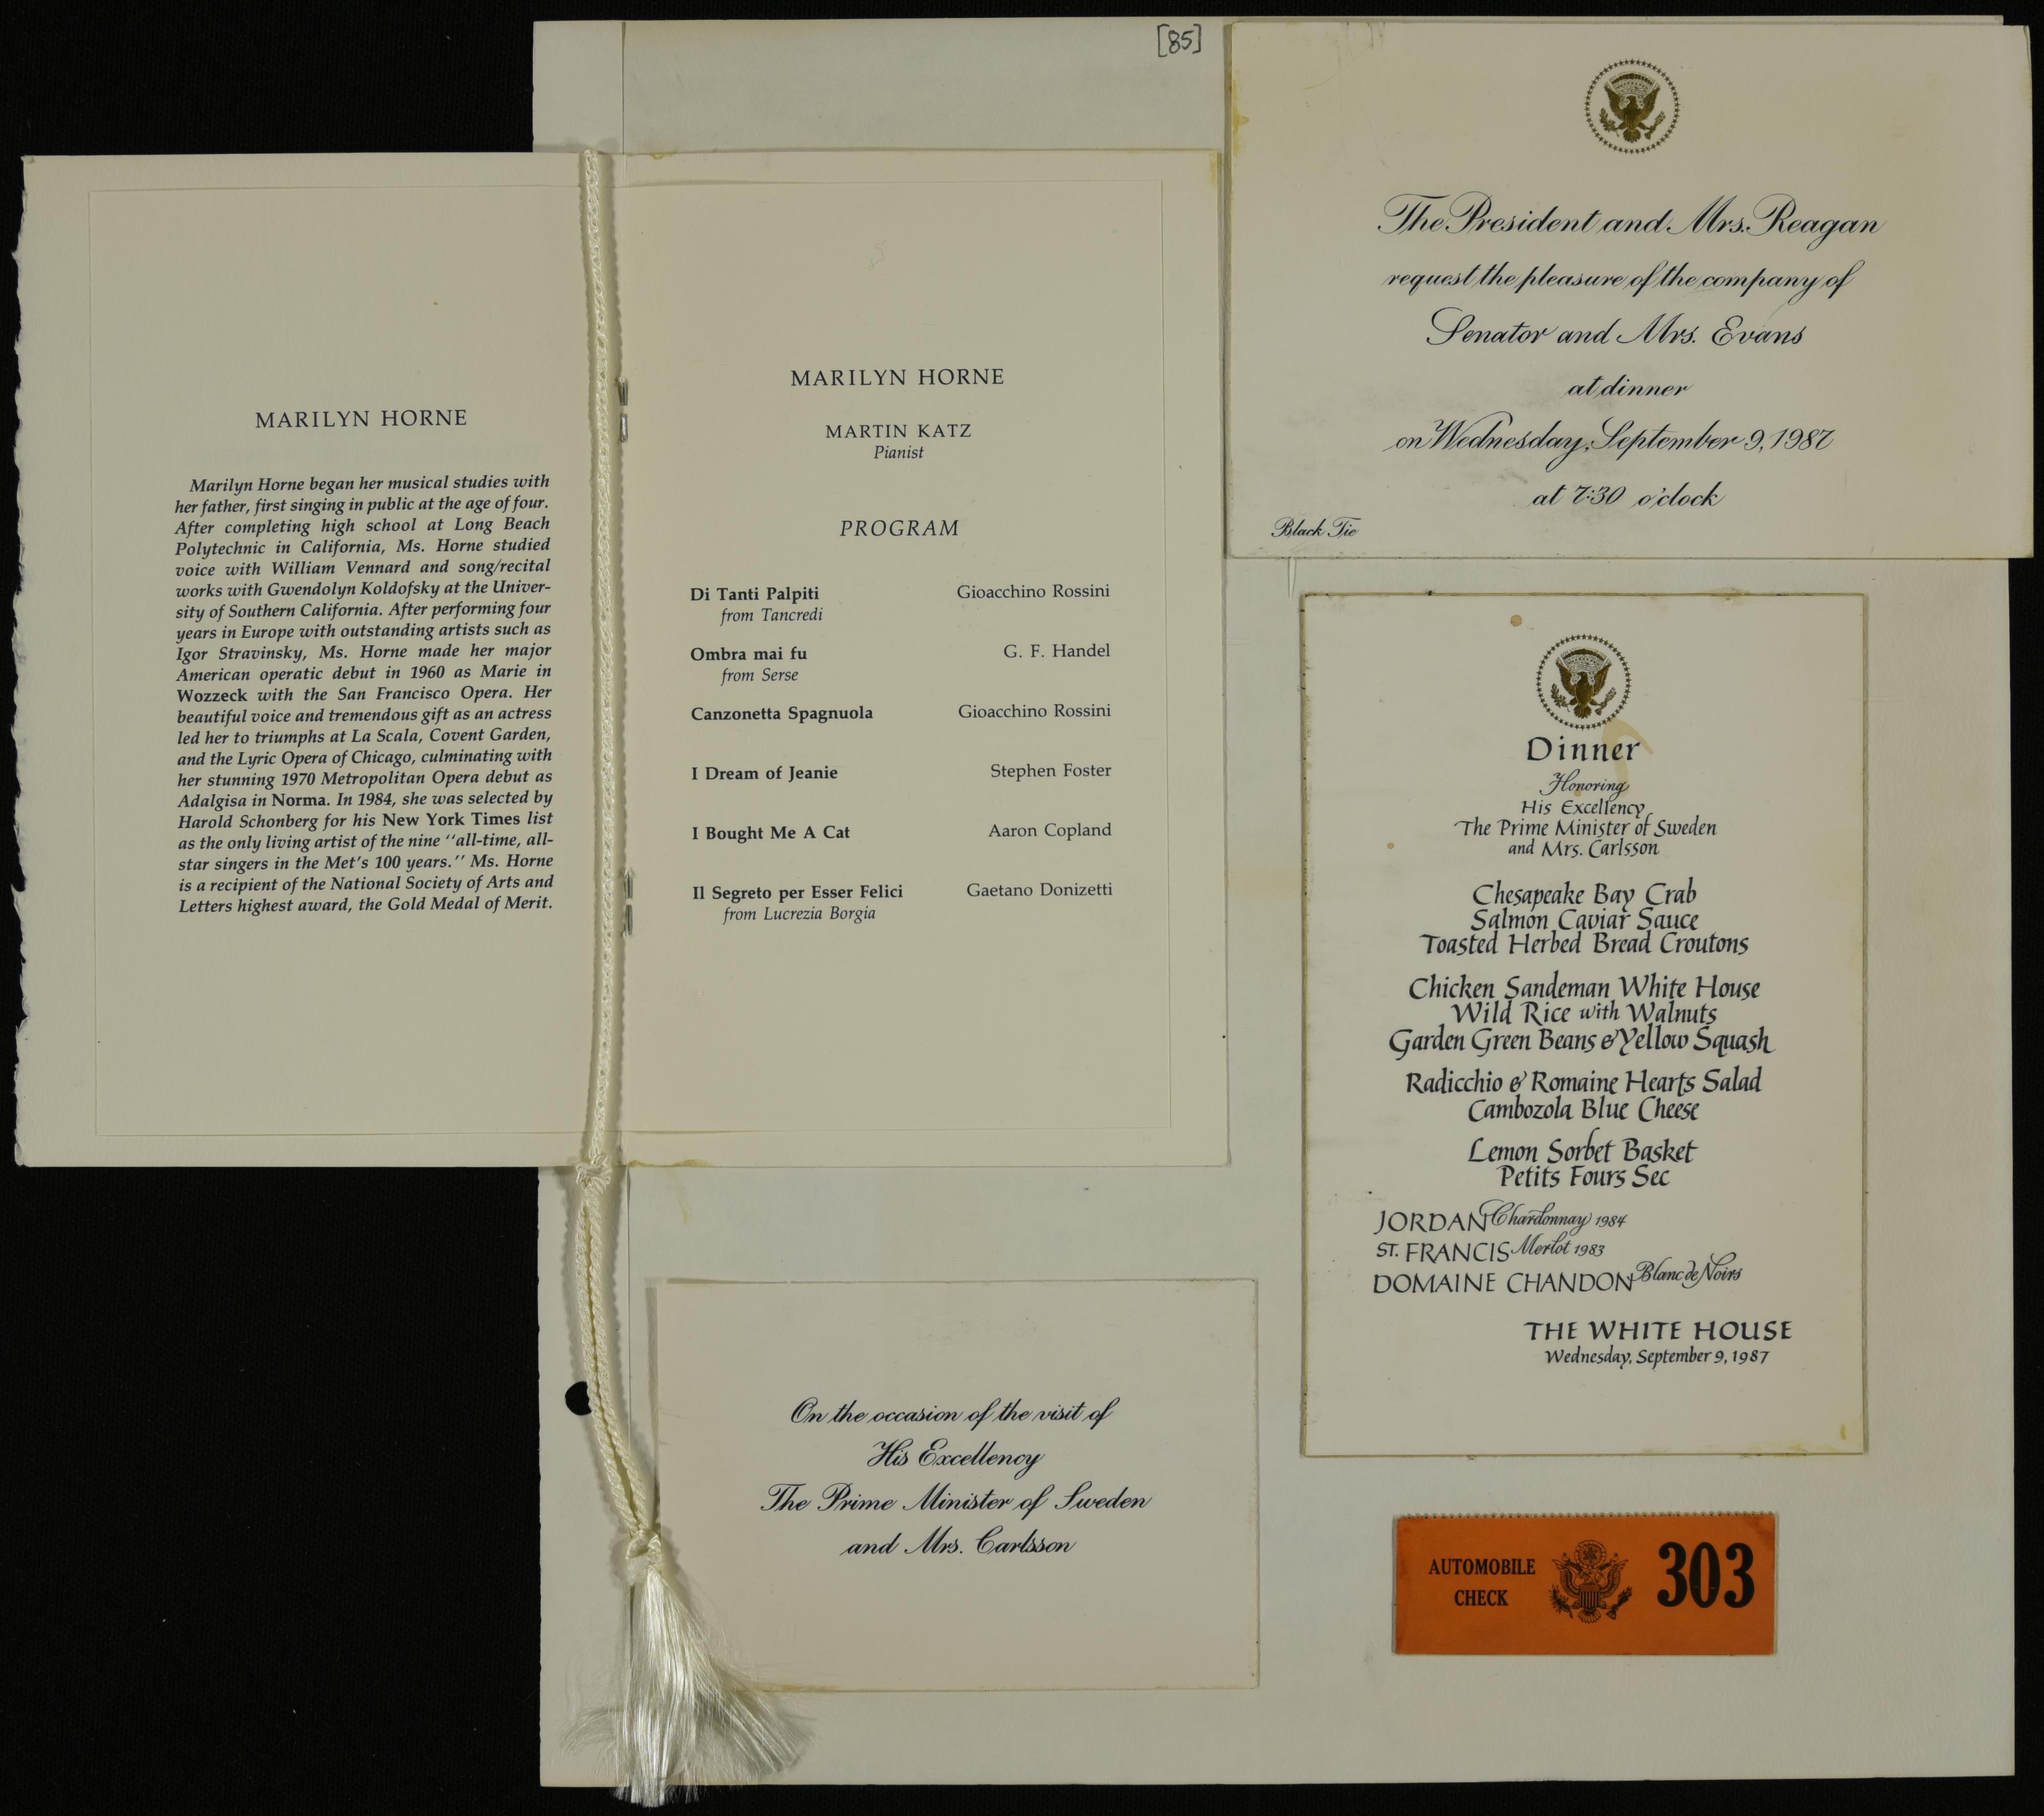 [85]
MARILYN HORNE
Marilyn Horne began her musical studies with
her father, first singing in public at the age of four.
After completing high school at Long Beach
Polytechnic in California, Ms. Horne studied
voice with William Vennard and song/recital
works with Gwendolyn Koldofsky at the Univer-
sity of Southern California. After performing four
years in Europe with outstanding artists such as
Igor Stravinsky, Ms. Horne made her major
American operatic debut in 1960 as Marie in
Wozzeck with the San Francisco Opera. Her
beautiful voice and tremendous gift as an actress
led her to triumphs at La Scala, Covent Garden,
and the Lyric Opera of Chicago, culminating with
her stunning 1970 Metropolitan Opera debut as
Adalgisa in Norma. In 1984, she was selected by
Harold Schonberg for his New York Times list
as the only living artist of the nine "all-time, all-
star singers in the Met's 100 years." Ms. Horne
is a recipient of the National Society of Arts and
Letters highest award, the Gold Medal of Merit.
MARILYN HORNE
MARTIN KATZ
Pianist
PROGRAM
Di Tanti Palpiti Gioacchino Rossini
from Tancredi
Ombra mai fu G. F. Handel
from Serse
Canzonetta Spagnuola Gioacchino Rossini
I Dream of Jeanie Stephen Foster
I Bought Me A Cat Aaron Copland
Il Segreto per Esser Felici Gaetano Donizetti
from Lucrezia Borgia
The President and Mrs. Reagan
request the pleasure of the company of
Senator and Mrs. Evans
at dinner
on Wednesday, September 9, 1987
at 7:30 o'clock
Black Tie
Dinner
Honoring
His Excellency
The Prime Minister of Sweden
and Mrs. Carlsson
Chesapeake Bay Crab
Salmon Caviar Sauce
Toasted Herbed Bread Croutons
Chicken Sandeman White House
Wild Rice with Walnuts
Garden Green Beans & Yellow Squash
Radicchio & Romaine Hearts Salad
Cambozola Blue Cheese
Lemon Sorbet Basket
Petits Fours Sec
JORDAN Chardonnay 1984
ST. FRANCIS Merlot 1983
DOMAINE CHANDON Blanc de Noirs
THE WHITE HOUSE
Wednesday, September 9, 1987
On the occasion of the visit of
His Excellency
The Prime Minister of Sweden
and Mrs. Carlsson
AUTOMOBILE
CHECK
303